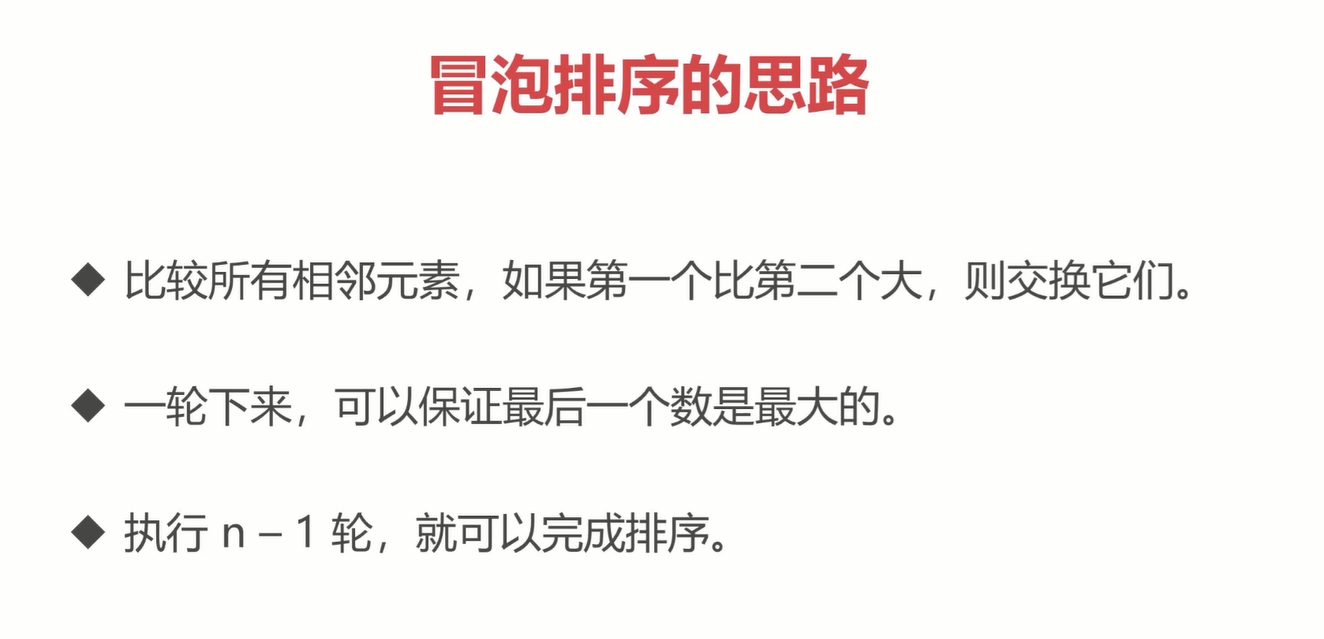 冒泡排序的思路
◆ 比较所有相邻元素，如果第一个比第二个大，则交换它们。
◆ 一轮下来，可以保证最后一个数是最大的。
◆ 执行 n – 1 轮，就可以完成排序。